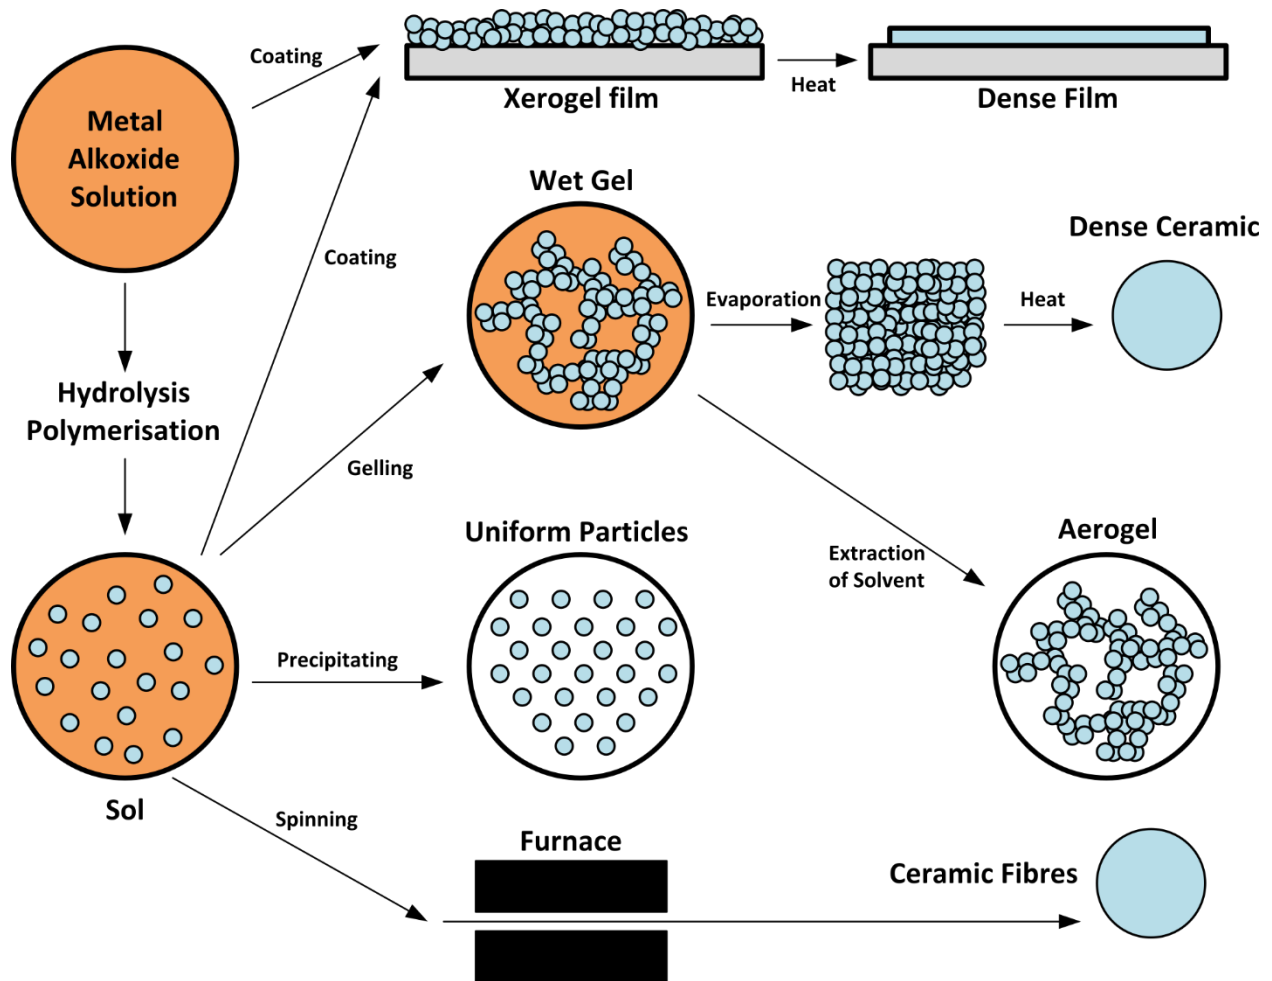 Coating
Xerogel film
Heat
Dense Film
Metal
Alkoxide
Solution
Wet Gel
Dense Ceramic
Coating
Evaporation
Heat
Hydrolysis
Polymerisation
Gelling
Uniform Particles
Aerogel
Extraction
of Solvent
Precipitating
Sol
Spinning
Furnace
Ceramic Fibres